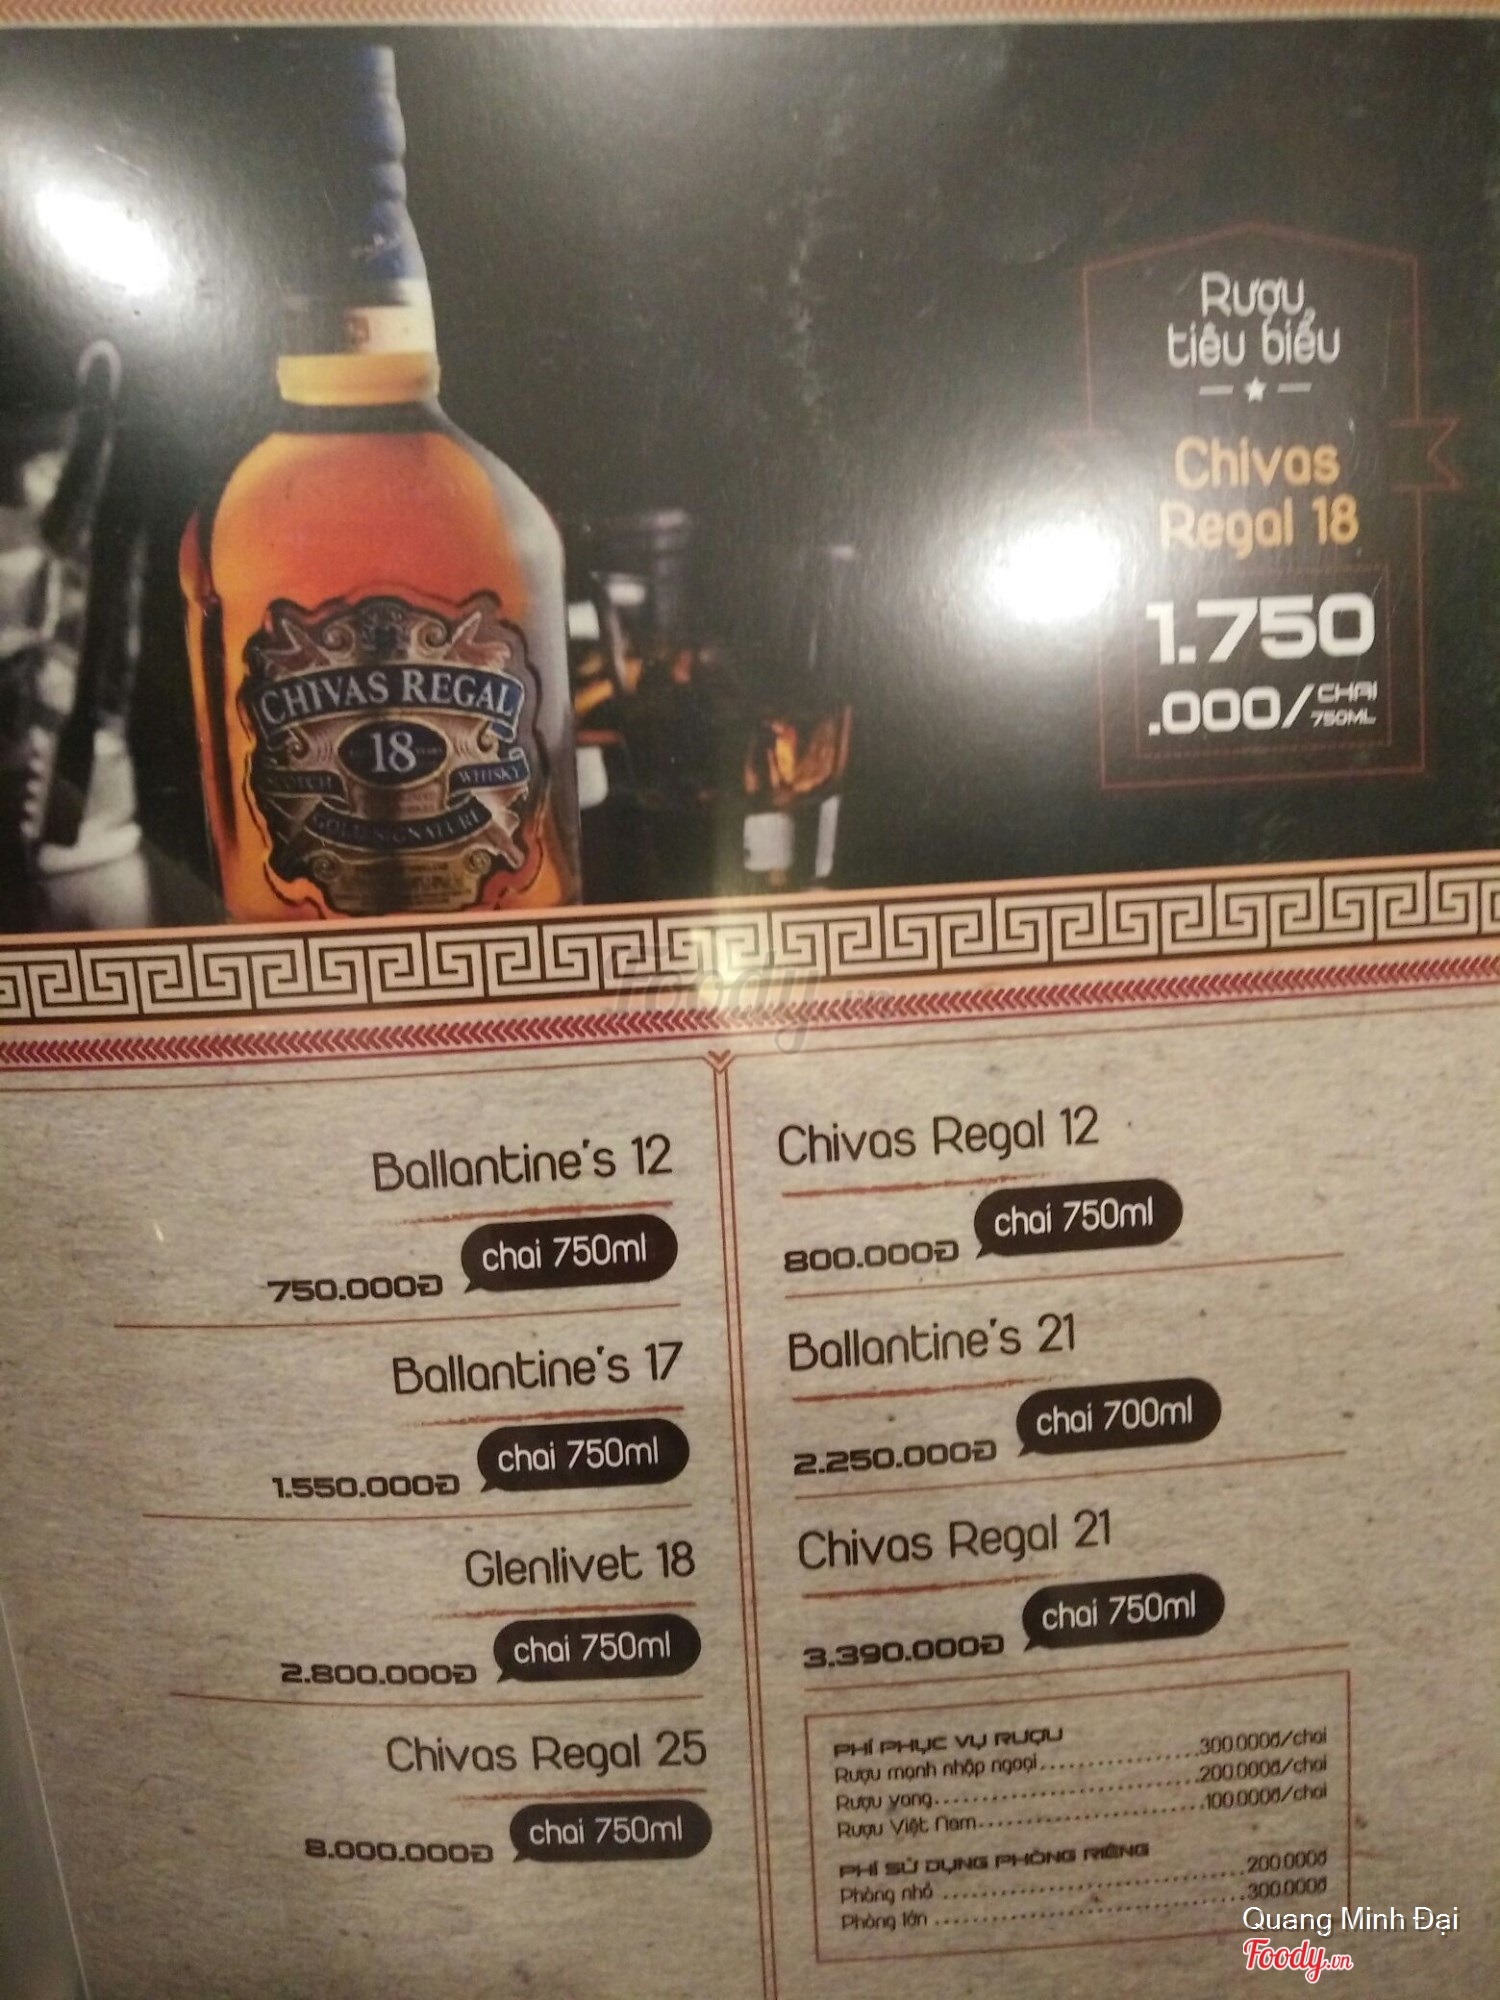 Rượu
tiêu biểu
Chivas
Regal 18
1.750
.000/CHAI
750ML
CHIVAS REGAL
18
SCOTCH WHISKY
GOLD SIGNATURE
Foody.vn
Ballantine's 12
750.000Đ chai 750ml
Ballantine's 17
1.550.000Đ chai 750ml
Glenlivet 18
2.800.000Đ chai 750ml
Chivas Regal 25
8.000.000Đ chai 750ml
Chivas Regal 12
800.000Đ chai 750ml
Ballantine's 21
2.250.000Đ chai 700ml
Chivas Regal 21
3.390.000Đ chai 750ml
PHÍ PHỤC VỤ RƯỢU
Rượu mạnh nhập ngoại 300.000đ/chai
Rượu vang 200.000đ/chai
Rượu Việt Nam 100.000đ/chai
PHÍ SỬ DỤNG PHÒNG RIÊNG
Phòng nhỏ 200.000đ
Phòng lớn 300.000đ
Quang Minh Đại
Foody.vn